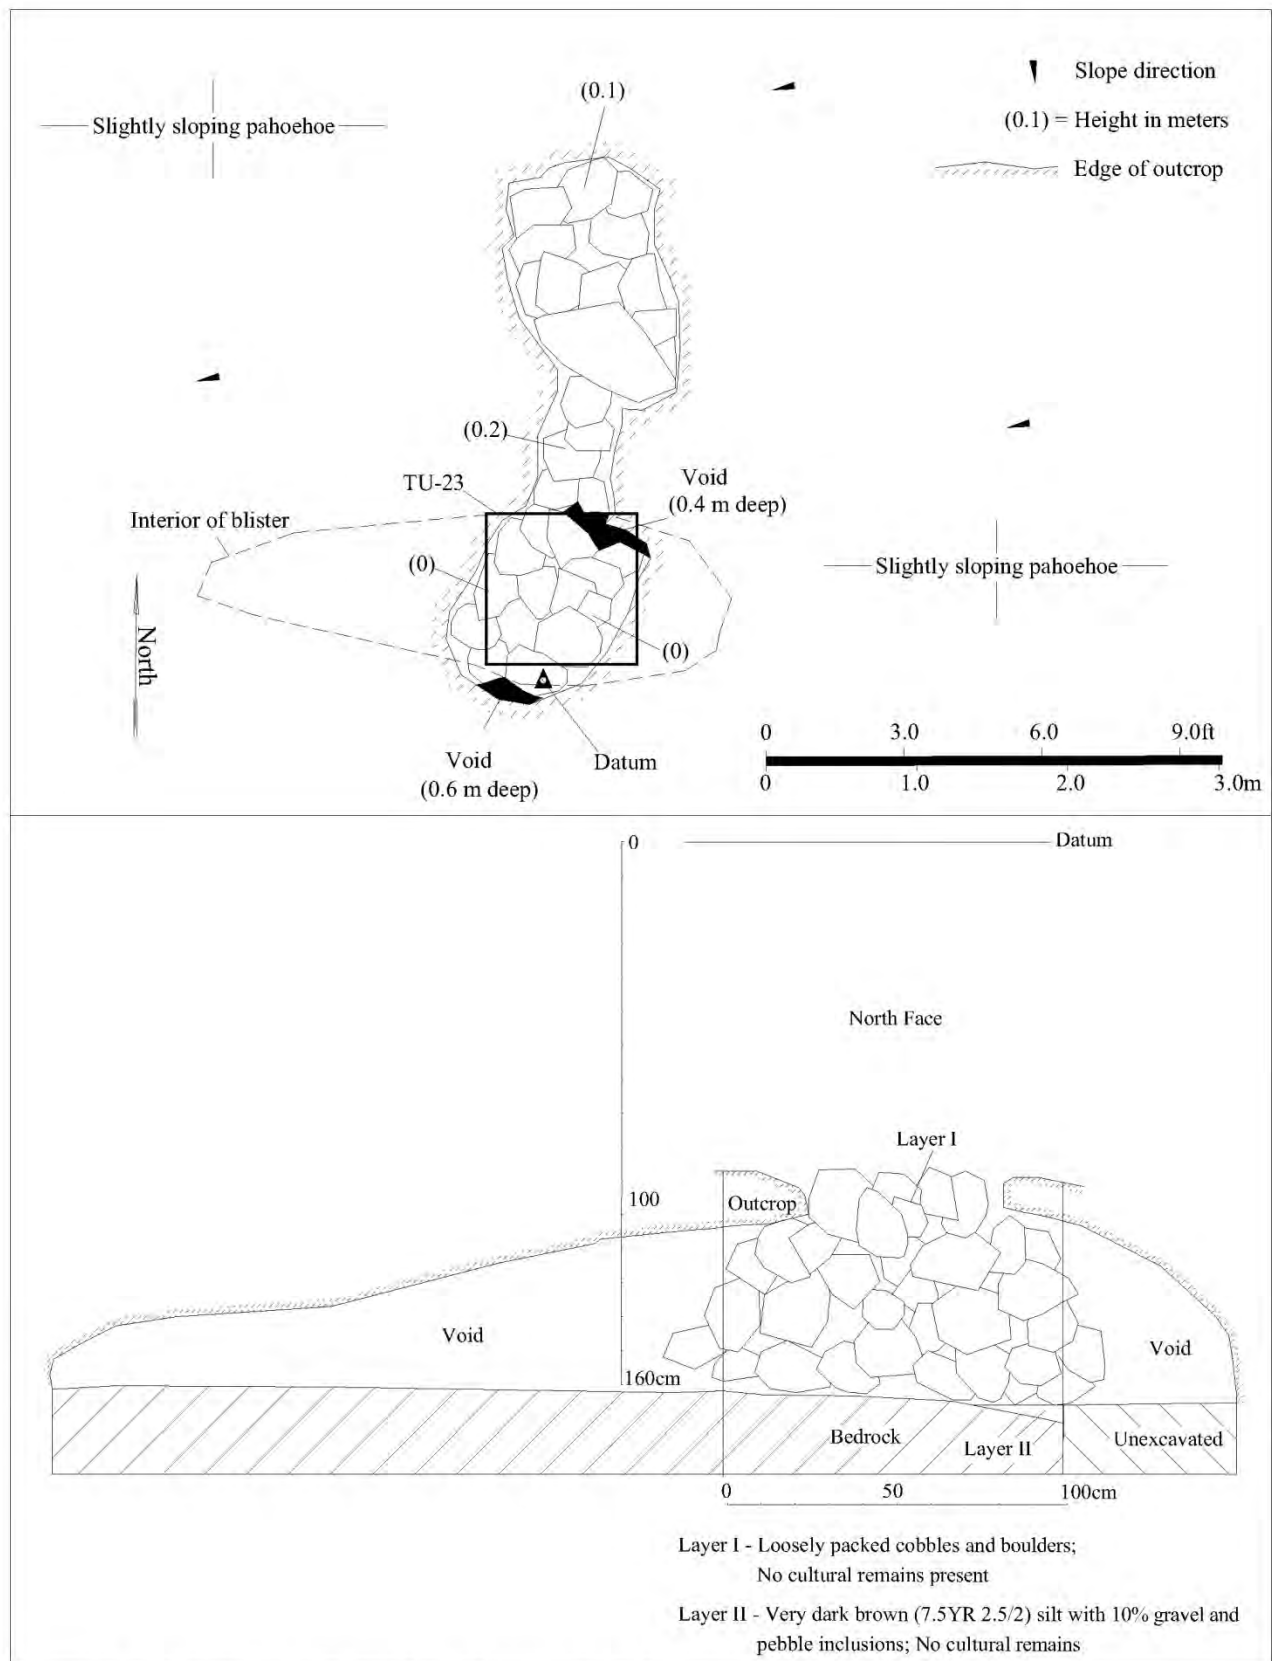 (0.1)
Slope direction
(0.1) = Height in meters
Edge of outcrop
Slightly sloping pahoehoe
(0.2)
TU-23
Void
(0.4 m deep)
Interior of blister
(0)
Slightly sloping pahoehoe
(0)
North
Void
(0.6 m deep)
Datum
0 3.0 6.0 9.0ft
0 1.0 2.0 3.0m
0
Datum
North Face
Layer I
100
Outcrop
Void
Void
160cm
Bedrock
Layer II
Unexcavated
0 50 100cm
Layer I - Loosely packed cobbles and boulders;
No cultural remains present
Layer II - Very dark brown (7.5YR 2.5/2) silt with 10% gravel and
pebble inclusions; No cultural remains